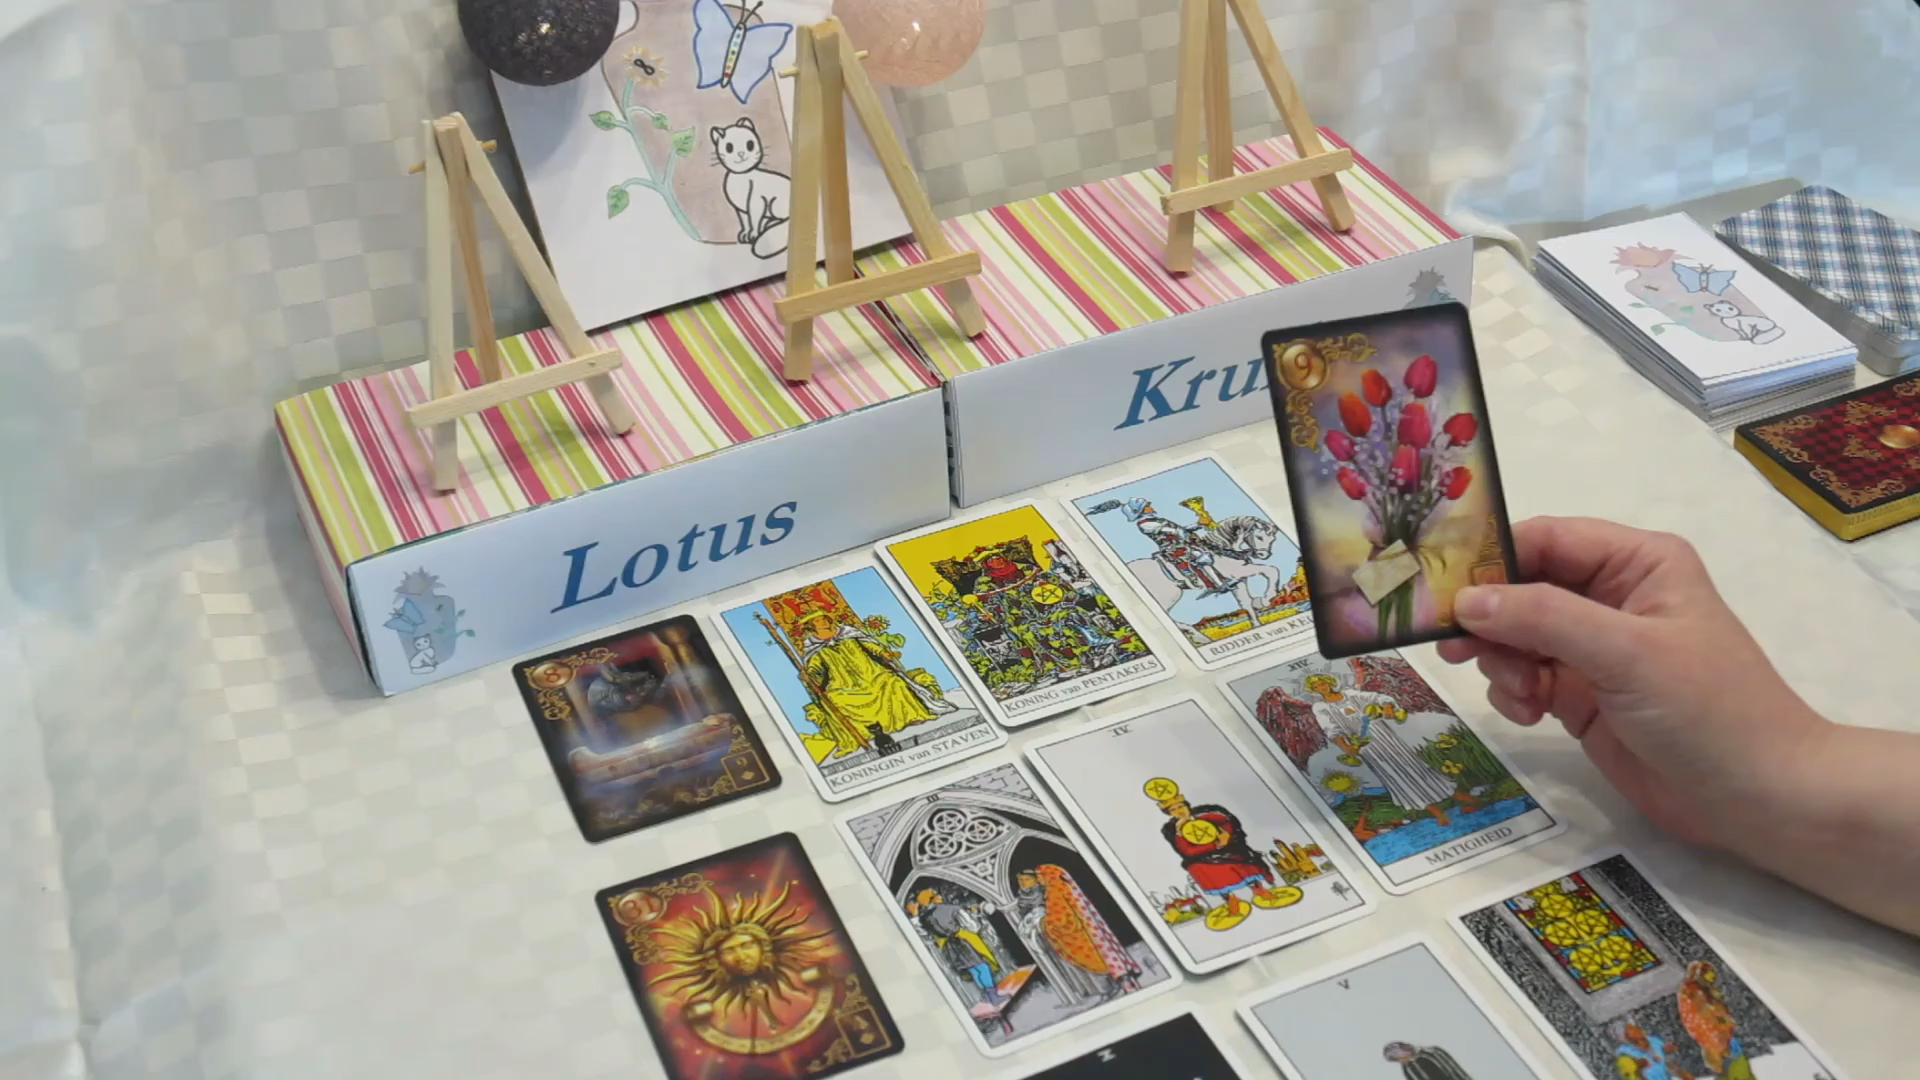 Lotus
Kru
9
8
KONINGIN van STAVEN
KONING van PENTAKELS
RIDDER van KE
XIV
MATIGHEID
IV
III
31
V
X